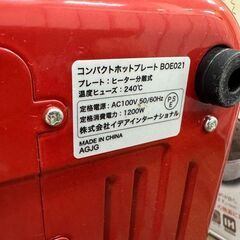 コンパクトホットプレート BOE021
プレート：ヒーター分離式
温度ヒューズ：240℃
定格電源：AC100V 50/60Hz
定格消費電力：1200W
株式会社イデアインターナショナル
MADE IN CHINA
AGJG
PSE